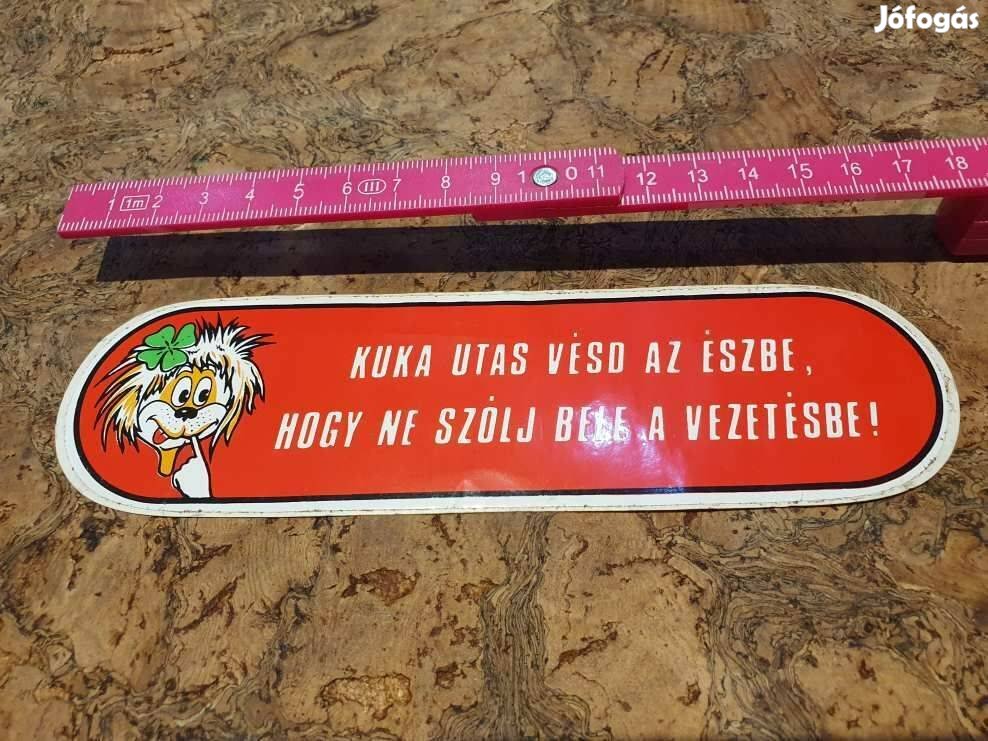 Jófogás
1 1m 2 3 4 5 6 III 7 8 9 1 0 11 12 13 14 15 16 17 18
KUKA UTAS VÉSD AZ ÉSZBE,
HOGY NE SZÓLJ BELE A VEZETÉSBE!